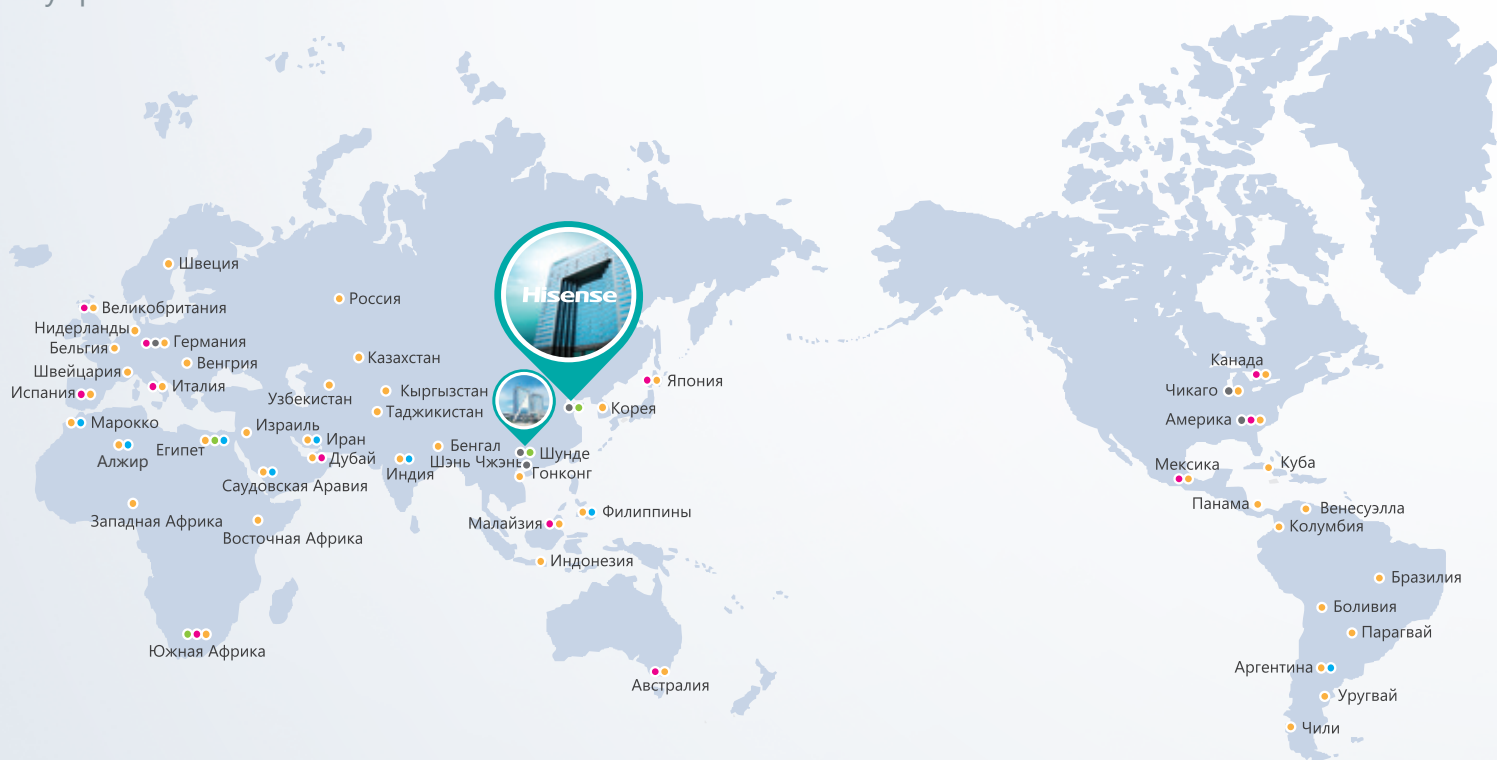 Швеция
Великобритания
Россия
Hisense
Нидерланды
Германия
Бельгия
Казахстан
Венгрия
Швейцария
Италия
Испания
Узбекистан
Кыргызстан
Таджикистан
Япония
Корея
Марокко
Израиль
Египет
Иран
Алжир
Дубай
Бенгал
Шунде
Шэнь Чжэнь
Гонконг
Индия
Саудовская Аравия
Западная Африка
Восточная Африка
Филиппины
Малайзия
Индонезия
Южная Африка
Австралия
Канада
Чикаго
Америка
Мексика
Куба
Панама
Венесуэлла
Колумбия
Бразилия
Боливия
Парагвай
Аргентина
Уругвай
Чили